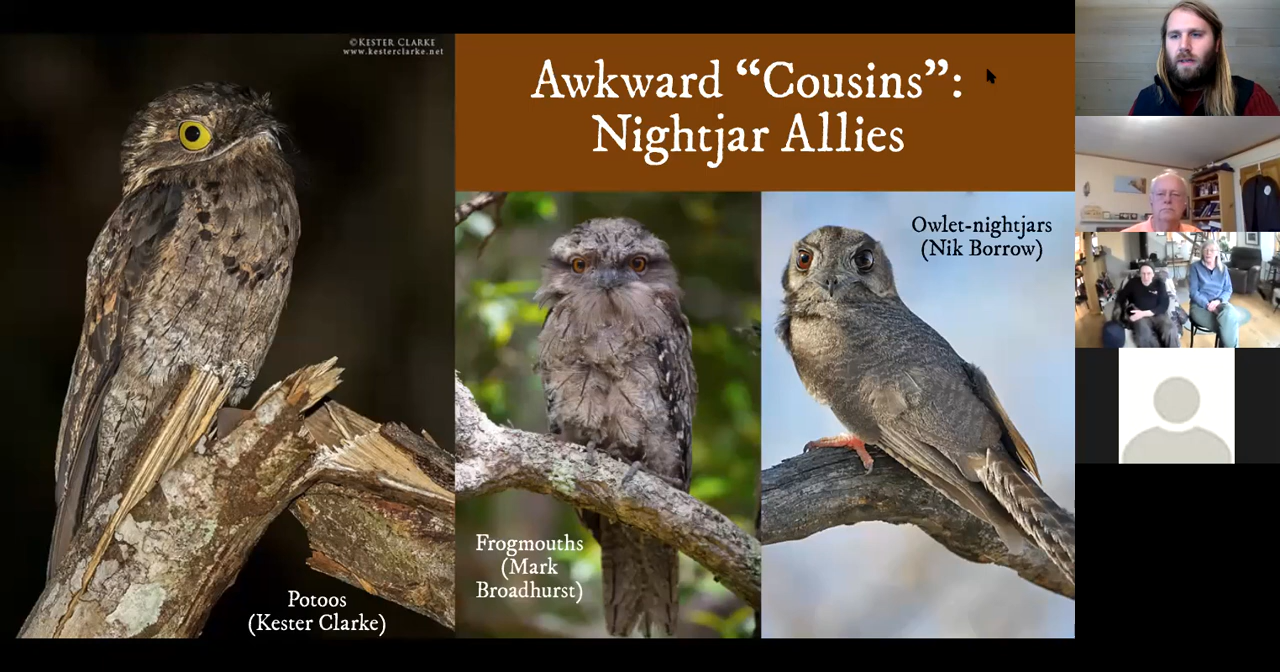 ©KESTER CLARKE
www.kesterclarke.net
Awkward “Cousins”:
Nightjar Allies
Owlet-nightjars
(Nik Borrow)
Frogmouths
(Mark
Broadhurst)
Potoos
(Kester Clarke)